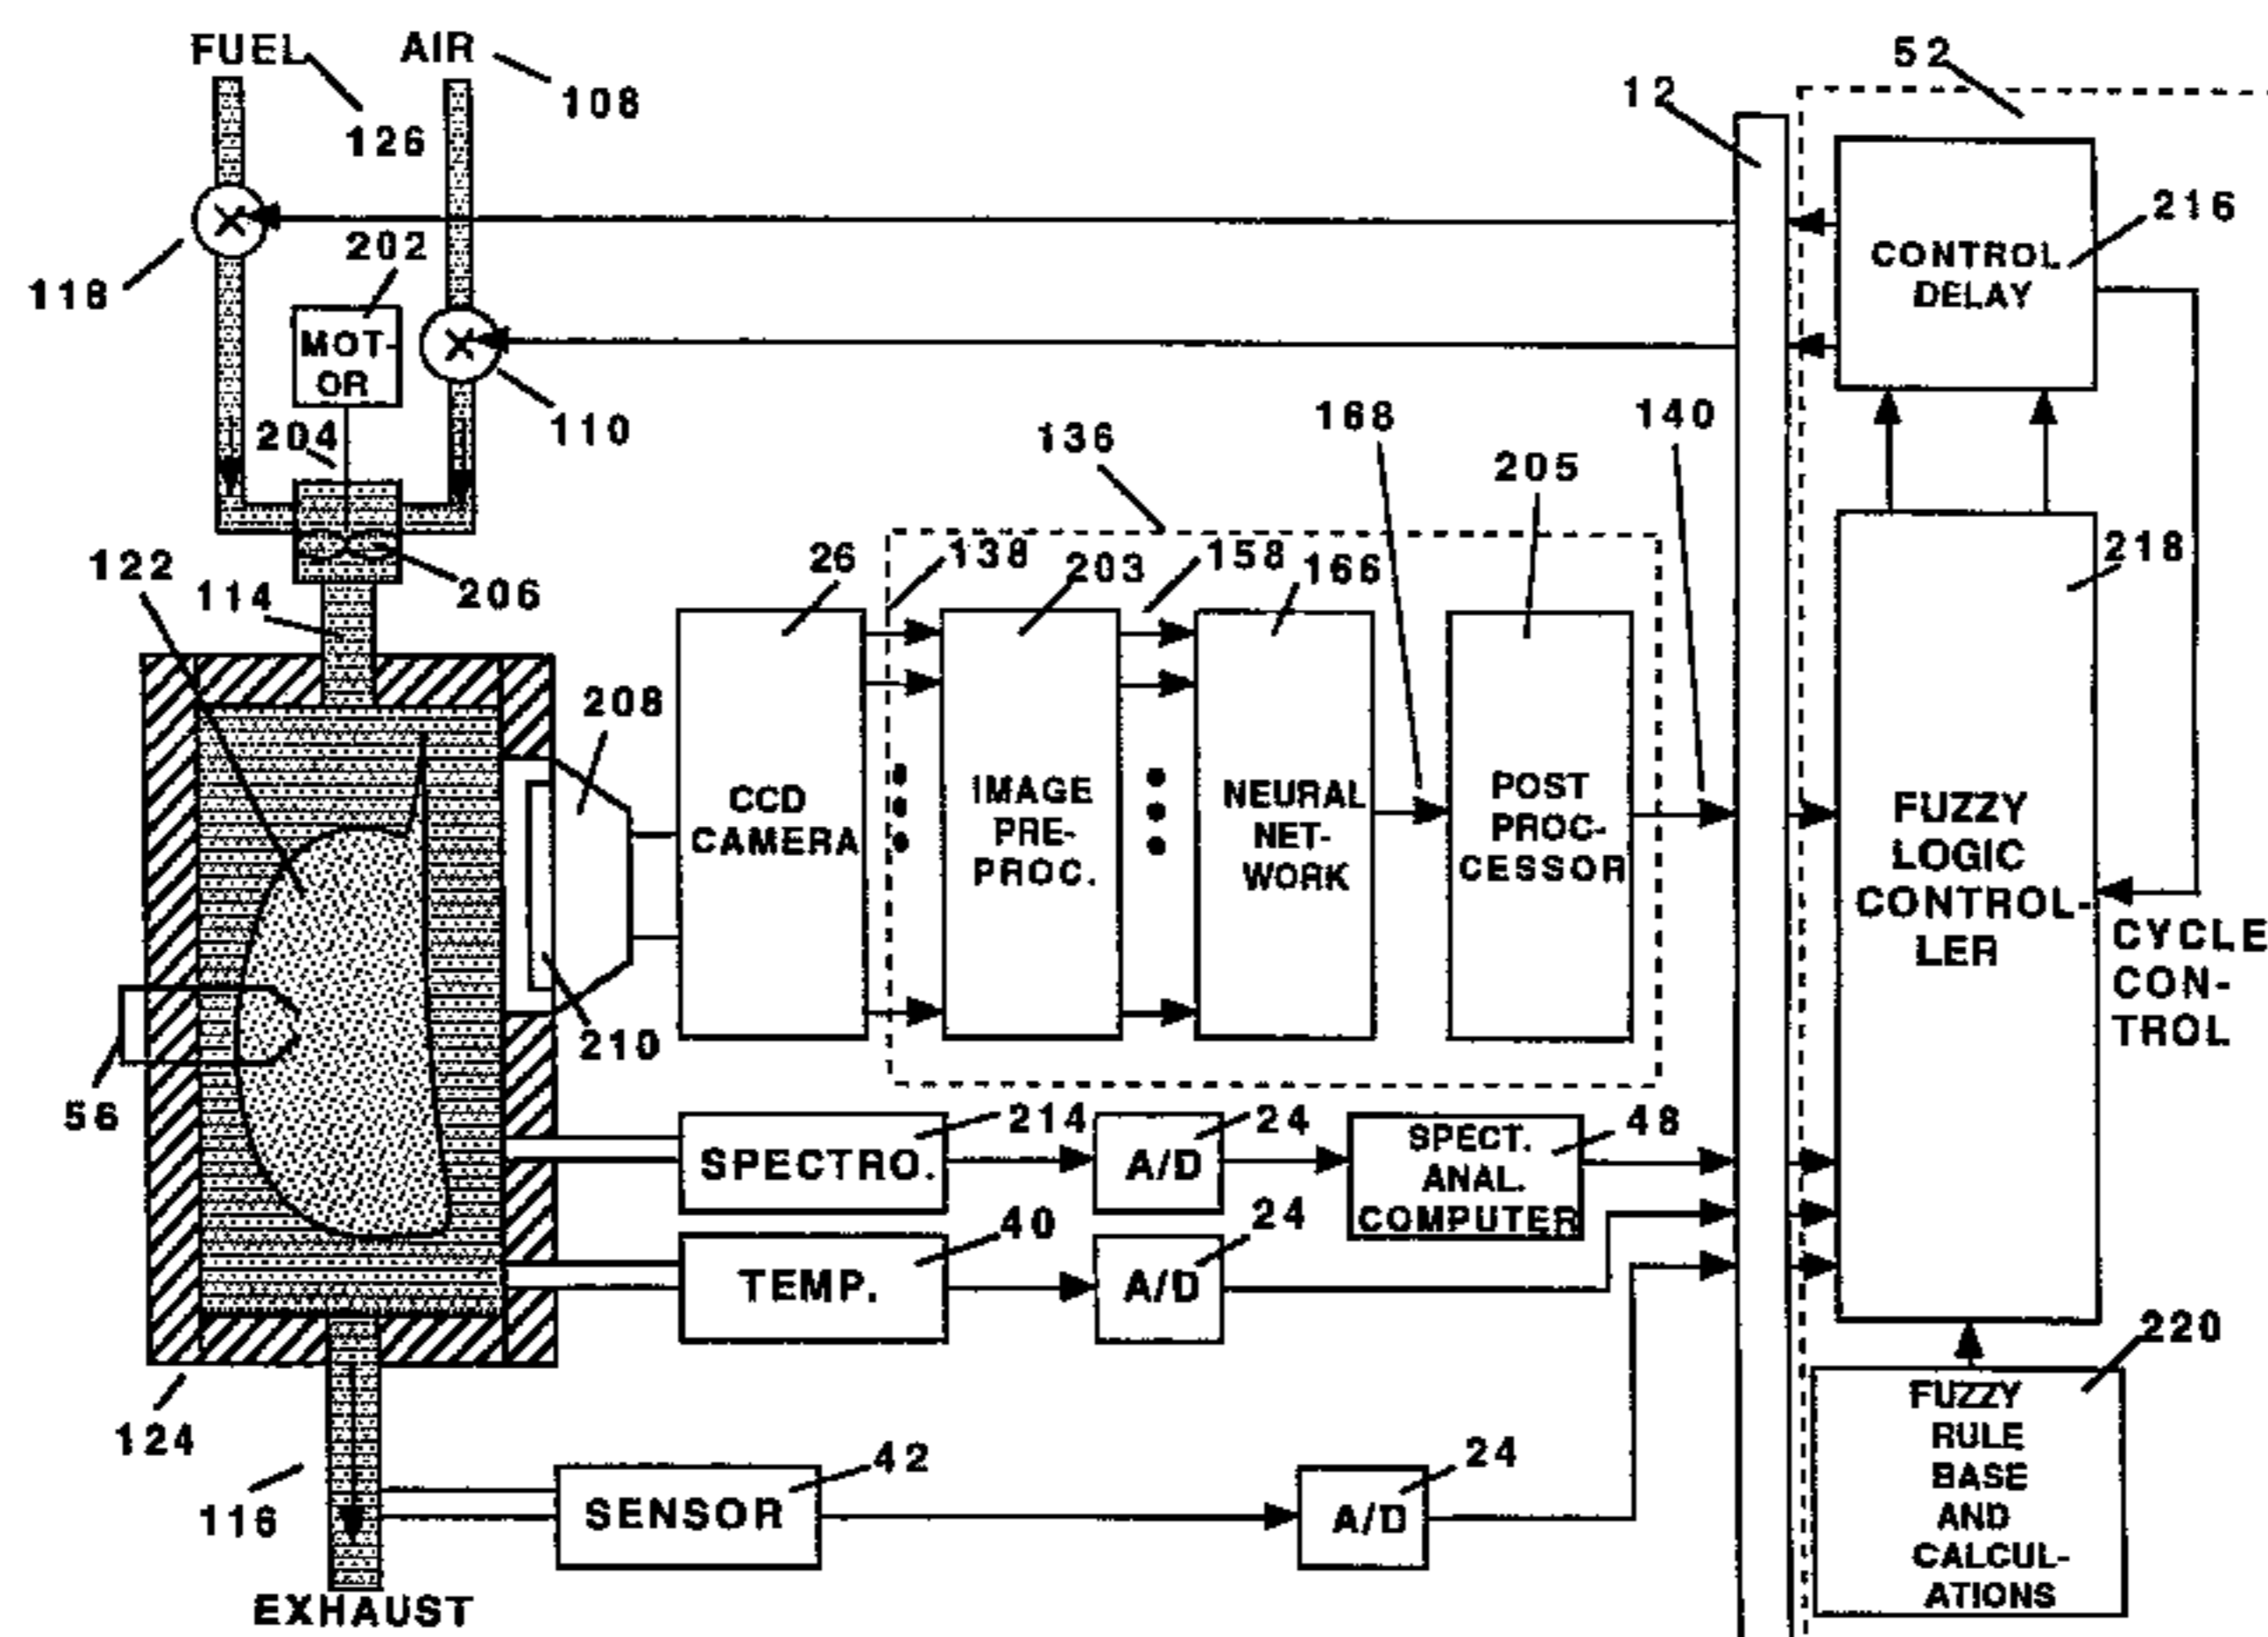 FUEL
AIR
108
126
118
202
MOT-
OR
204
110
206
122
114
12
52
216
CONTROL
DELAY
136
168
140
205
138
203
158
166
26
218
208
CCD
CAMERA
IMAGE
PRE-
PROC.
NEURAL
NET-
WORK
POST
PROC-
CESSOR
FUZZY
LOGIC
CONTROL-
LER
CYCLE
CON-
TROL
210
56
SPECTRO.
214
A/D
24
SPECT.
ANAL.
COMPUTER
48
TEMP.
40
A/D
24
220
FUZZY
RULE
BASE
AND
CALCUL-
ATIONS
124
116
SENSOR
42
A/D
24
EXHAUST